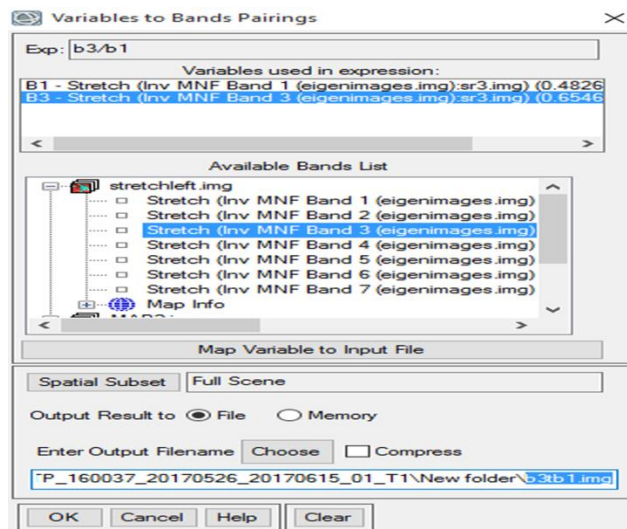 Variables to Bands Pairings
Exp: b3/b1
Variables used in expression:
B1 - Stretch (Inv MNF Band 1 (eigenimages.img):sr3.img) (0.4826
B3 - Stretch (Inv MNF Band 3 (eigenimages.img):sr3.img) (0.6546
Available Bands List
stretchleft.img
Stretch (Inv MNF Band 1 (eigenimages.img)
Stretch (Inv MNF Band 2 (eigenimages.img)
Stretch (Inv MNF Band 3 (eigenimages.img)
Stretch (Inv MNF Band 4 (eigenimages.img)
Stretch (Inv MNF Band 5 (eigenimages.img)
Stretch (Inv MNF Band 6 (eigenimages.img)
Stretch (Inv MNF Band 7 (eigenimages.img)
Map Info
Map Variable to Input File
Spatial Subset Full Scene
Output Result to File Memory
Enter Output Filename Choose Compress
P_160037_20170526_20170615_01_T1\New folder\b3tb1.img
OK Cancel Help Clear